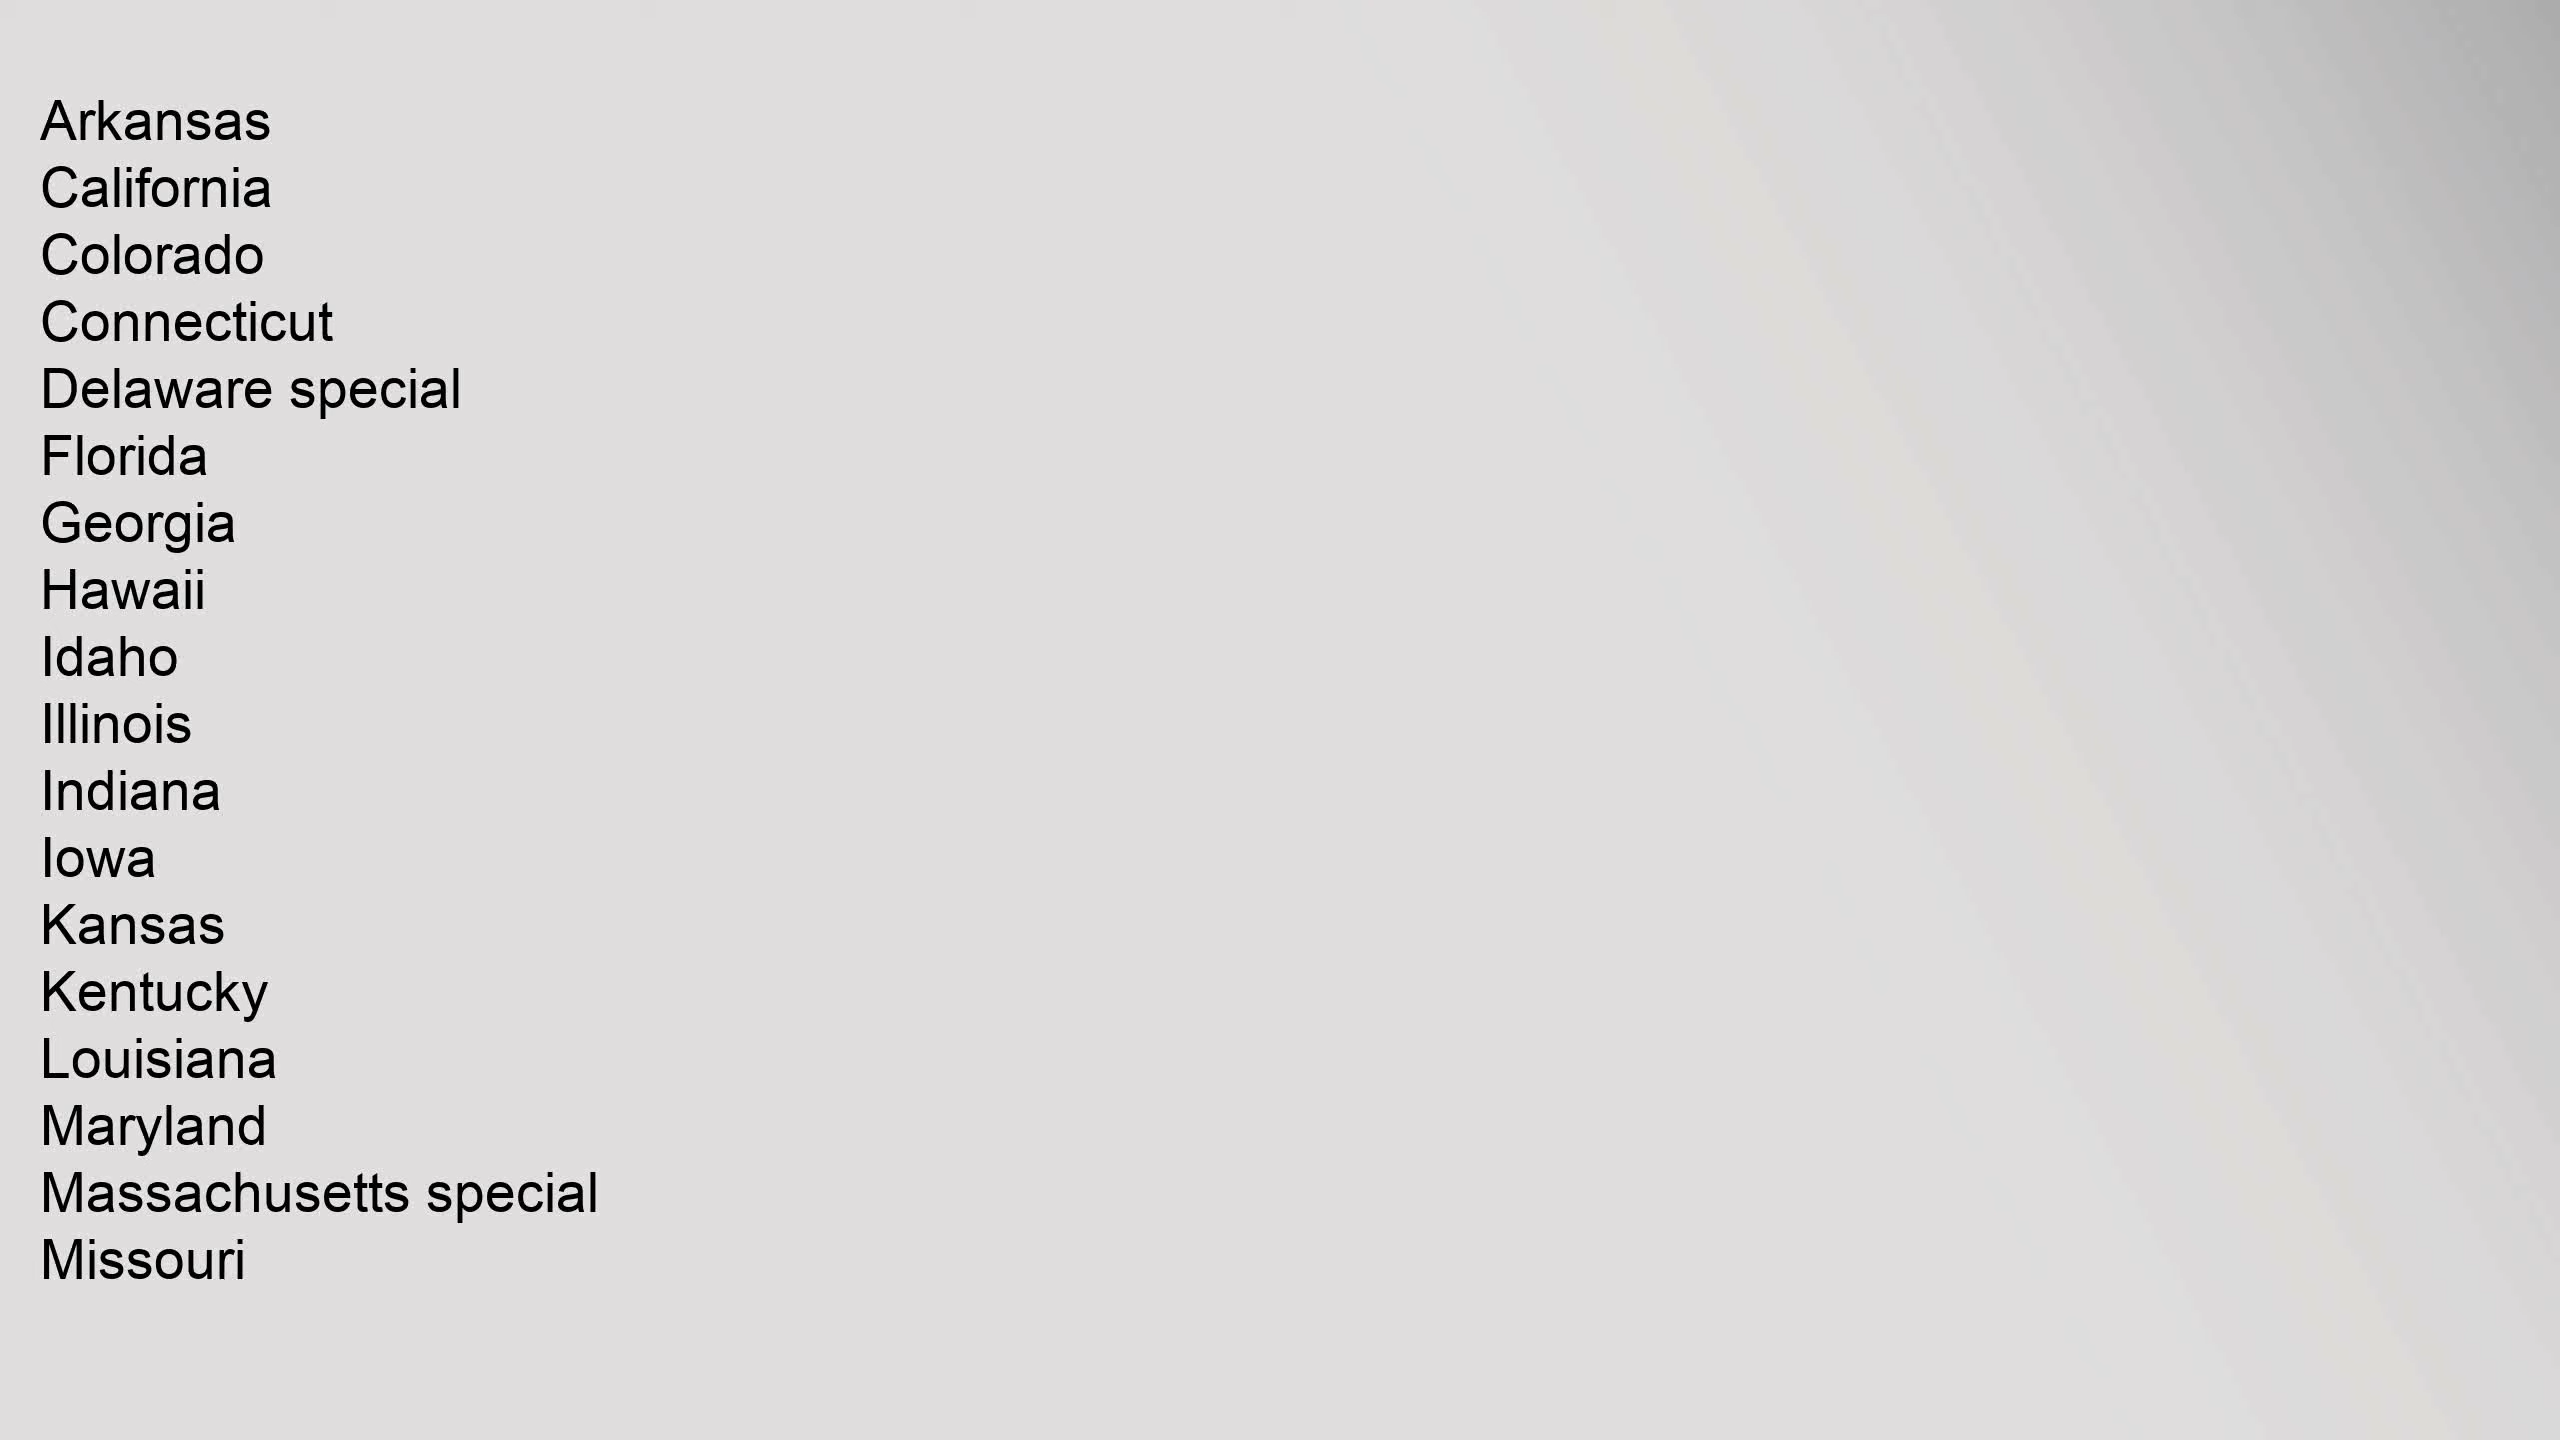 Arkansas
California
Colorado
Connecticut
Delaware special
Florida
Georgia
Hawaii
Idaho
Illinois
Indiana
Iowa
Kansas
Kentucky
Louisiana
Maryland
Massachusetts special
Missouri